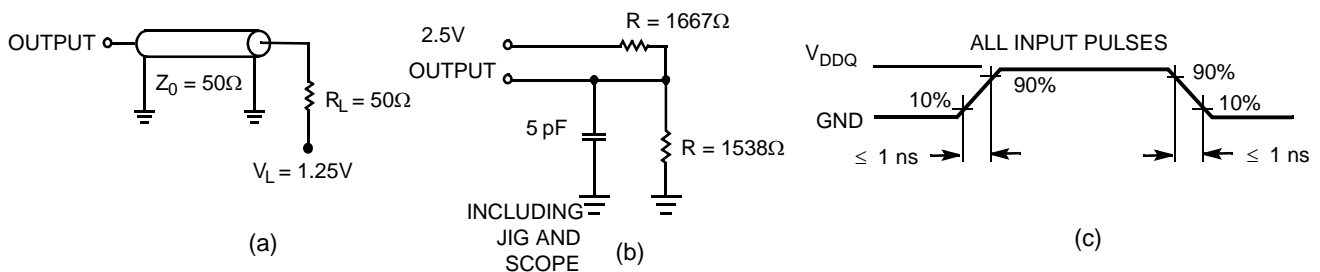 OUTPUT
Z0 = 50Ω
RL = 50Ω
VL = 1.25V
(a)
R = 1667Ω
2.5V
OUTPUT
5 pF
R = 1538Ω
INCLUDING
JIG AND
SCOPE
(b)
ALL INPUT PULSES
VDDQ
90%
90%
10%
10%
GND
≤ 1 ns
≤ 1 ns
(c)